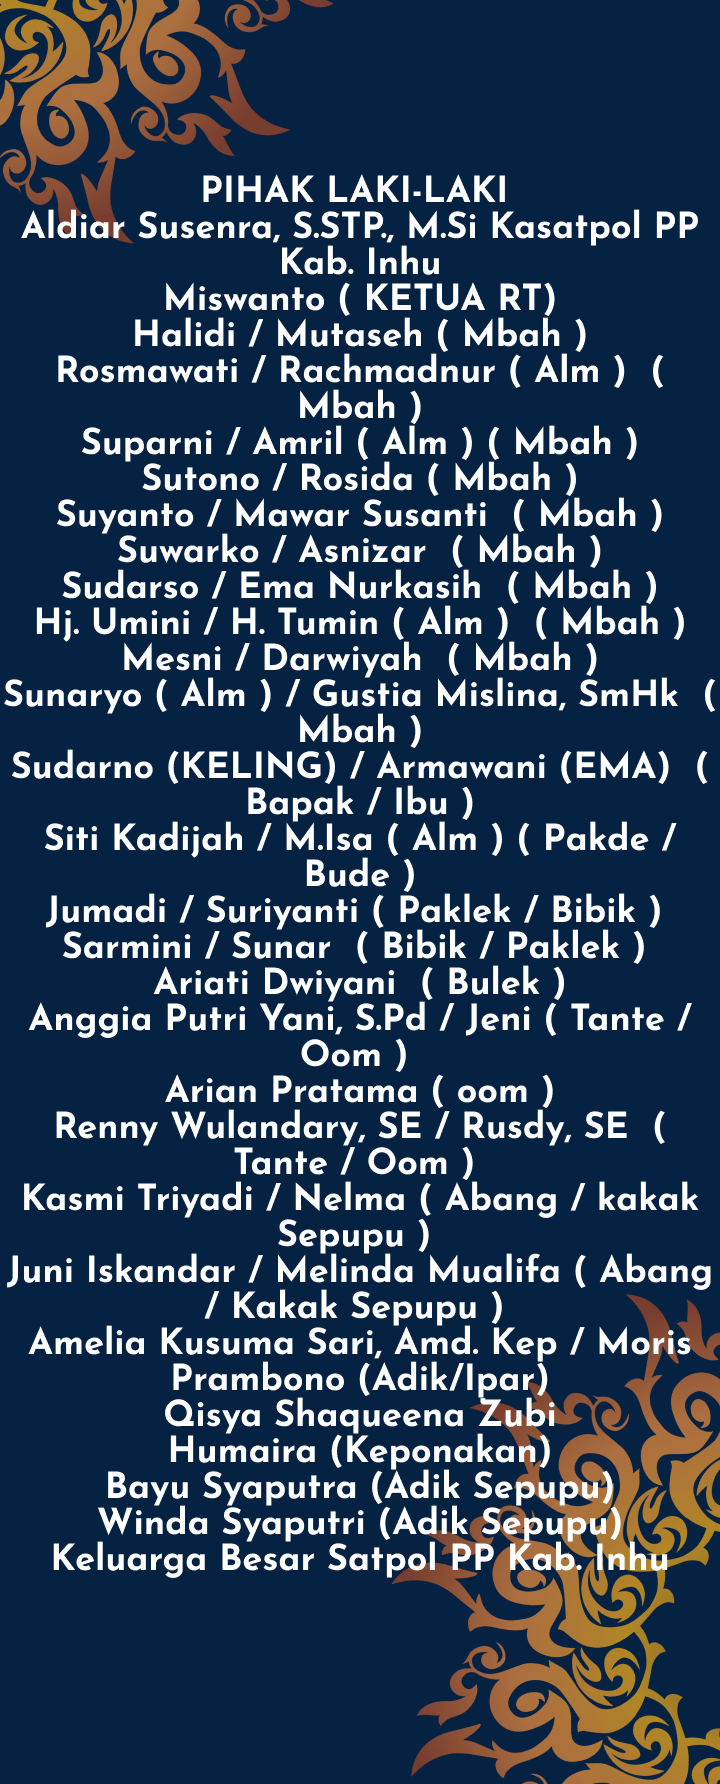 PIHAK LAKI-LAKI
Aldiar Susenra, S.STP., M.Si Kasatpol PP
Kab. Inhu
Miswanto ( KETUA RT)
Halidi / Mutaseh ( Mbah )
Rosmawati / Rachmadnur ( Alm )  (
Mbah )
Suparni / Amril ( Alm ) ( Mbah )
Sutono / Rosida ( Mbah )
Suyanto / Mawar Susanti  ( Mbah )
Suwarko / Asnizar  ( Mbah )
Sudarso / Ema Nurkasih  ( Mbah )
Hj. Umini / H. Tumin ( Alm )  ( Mbah )
Mesni / Darwiyah  ( Mbah )
Sunaryo ( Alm ) / Gustia Mislina, SmHk  (
Mbah )
Sudarno (KELING) / Armawani (EMA)  (
Bapak / Ibu )
Siti Kadijah / M.Isa ( Alm ) ( Pakde /
Bude )
Jumadi / Suriyanti ( Paklek / Bibik )
Sarmini / Sunar  ( Bibik / Paklek )
Ariati Dwiyani  ( Bulek )
Anggia Putri Yani, S.Pd / Jeni ( Tante /
Oom )
Arian Pratama ( oom )
Renny Wulandary, SE / Rusdy, SE  (
Tante / Oom )
Kasmi Triyadi / Nelma ( Abang / kakak
Sepupu )
Juni Iskandar / Melinda Mualifa ( Abang
/ Kakak Sepupu )
Amelia Kusuma Sari, Amd. Kep / Moris
Prambono (Adik/Ipar)
Qisya Shaqueena Zubi
Humaira (Keponakan)
Bayu Syaputra (Adik Sepupu)
Winda Syaputri (Adik Sepupu)
Keluarga Besar Satpol PP Kab. Inhu